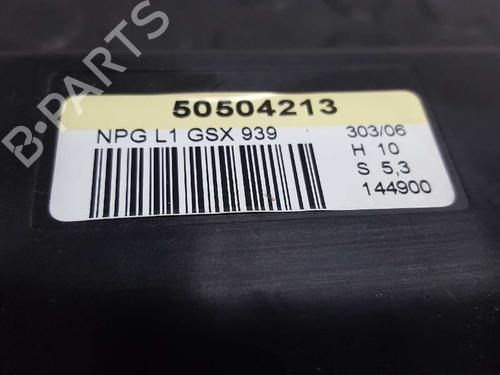 50504213
NPG L1 GSX 939
303/06
H 10
S 5,3
144900
B-PARTS